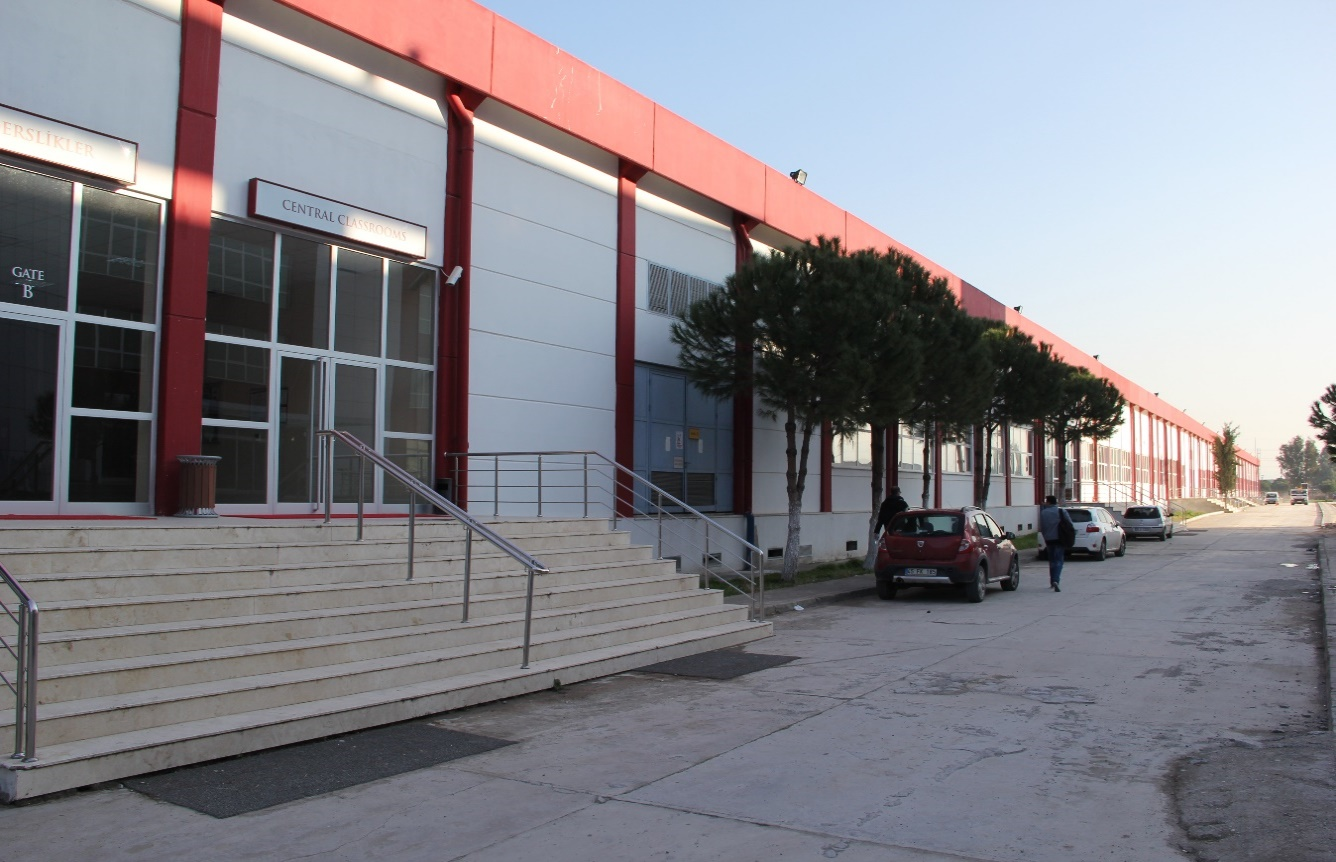 ERSLİKLER
CENTRAL CLASSROOMS
GATE
'B'